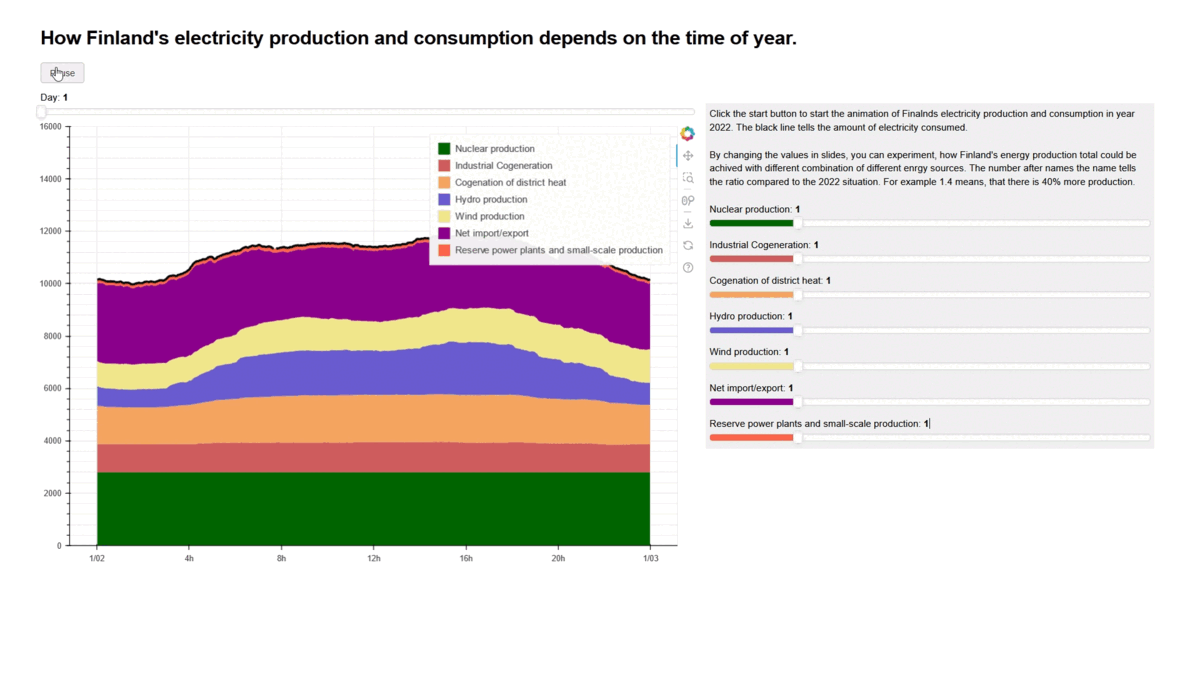 How Finland's electricity production and consumption depends on the time of year.
Day: 1
16000
14000
12000
10000
8000
6000
4000
2000
0
1/02
4h
8h
12h
16h
20h
1/03
Nuclear production
Industrial Cogeneration
Cogenation of district heat
Hydro production
Wind production
Net import/export
Reserve power plants and small-scale production
Click the start button to start the animation of Finalnds electricity production and consumption in year
2022. The black line tells the amount of electricity consumed.
By changing the values in slides, you can experiment, how Finland's energy production total could be
achived with different combination of different enrgy sources. The number after names the name tells
the ratio compared to the 2022 situation. For example 1.4 means, that there is 40% more production.
Nuclear production: 1
Industrial Cogeneration: 1
Cogenation of district heat: 1
Hydro production: 1
Wind production: 1
Net import/export: 1
Reserve power plants and small-scale production: 1